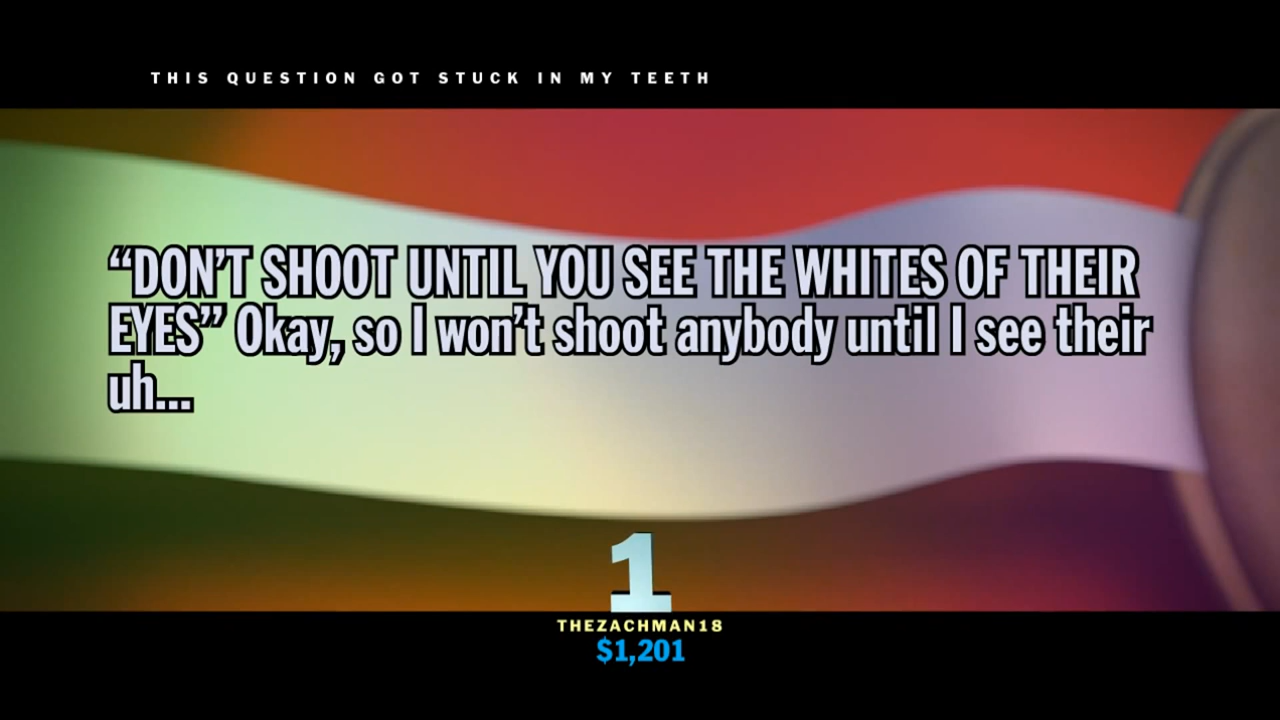 THIS QUESTION GOT STUCK IN MY TEETH
“DON’T SHOOT UNTIL YOU SEE THE WHITES OF THEIR
EYES” Okay, so I won’t shoot anybody until I see their
uh...
1
THEZACHMAN18
$1,201